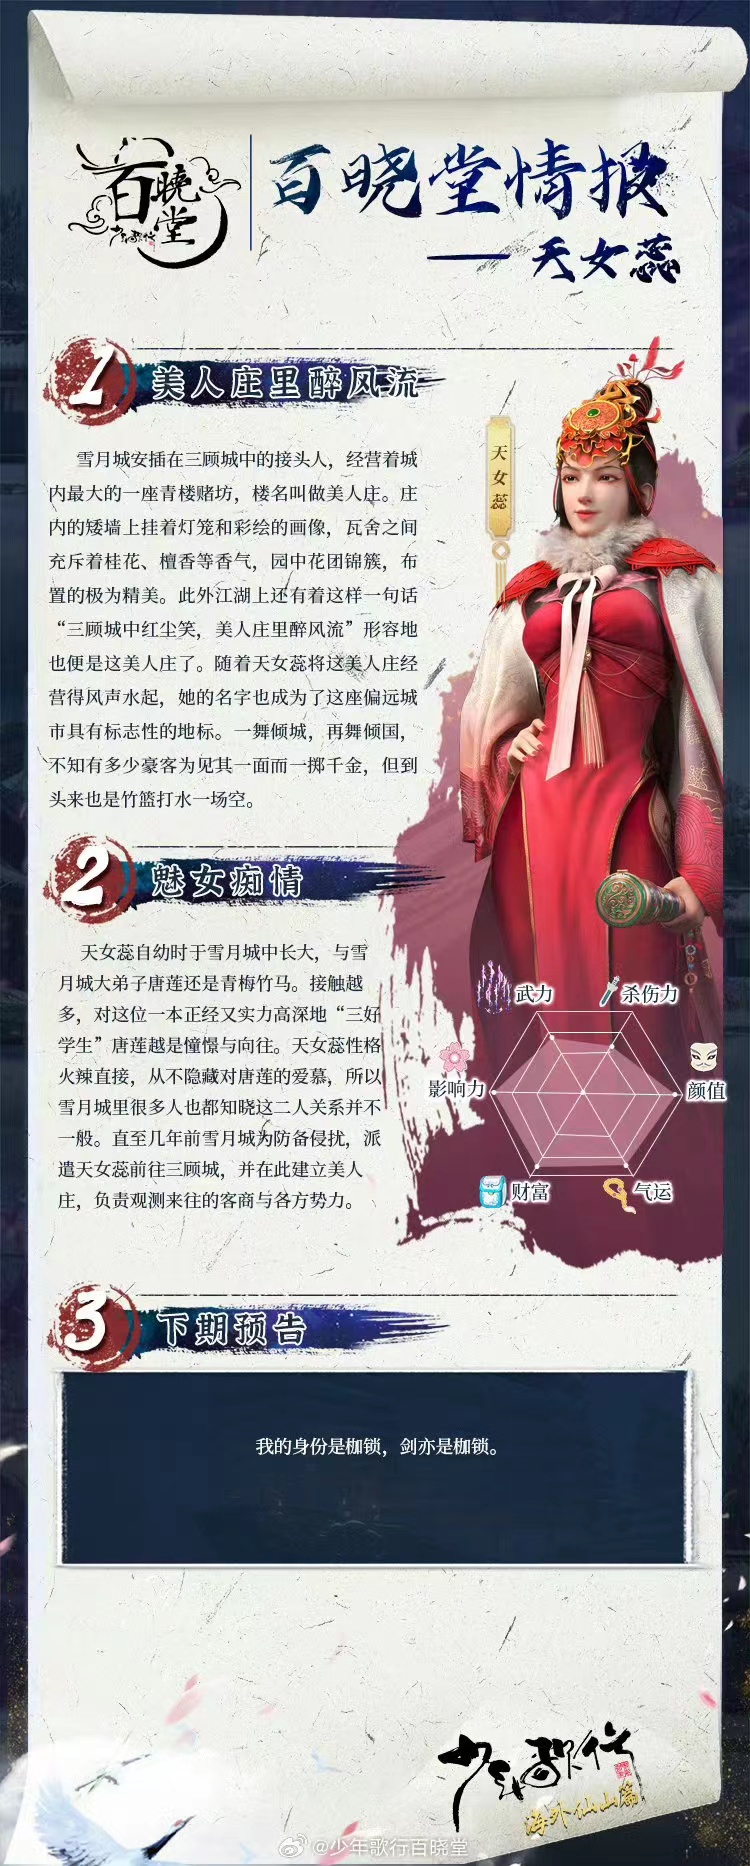 百晓堂
少年歌行
百晓堂情报
——天女蕊
1 美人庄里醉风流
雪月城安插在三顾城中的接头人，经营着城
内最大的一座青楼赌坊，楼名叫做美人庄。庄
内的矮墙上挂着灯笼和彩绘的画像，瓦舍之间
充斥着桂花、檀香等香气，园中花团锦簇，布
置的极为精美。此外江湖上还有着这样一句话
“三顾城中红尘笑，美人庄里醉风流”形容地
也便是这美人庄了。随着天女蕊将这美人庄经
营得风声水起，她的名字也成为了这座偏远城
市具有标志性的地标。一舞倾城，再舞倾国，
不知有多少豪客为见其一面而一掷千金，但到
头来也是竹篮打水一场空。
天女蕊
2 魅女痴情
天女蕊自幼时于雪月城中长大，与雪
月城大弟子唐莲还是青梅竹马。接触越
多，对这位一本正经又实力高深地“三好
学生”唐莲越是憧憬与向往。天女蕊性格
火辣直接，从不隐藏对唐莲的爱慕，所以
雪月城里很多人也都知晓这二人关系并不
一般。直至几年前雪月城为防备侵扰，派
遣天女蕊前往三顾城，并在此建立美人
庄，负责观测来往的客商与各方势力。
武力
杀伤力
影响力
颜值
财富
气运
3 下期预告
我的身份是枷锁，剑亦是枷锁。
少年歌行
海外仙山篇
@少年歌行百晓堂